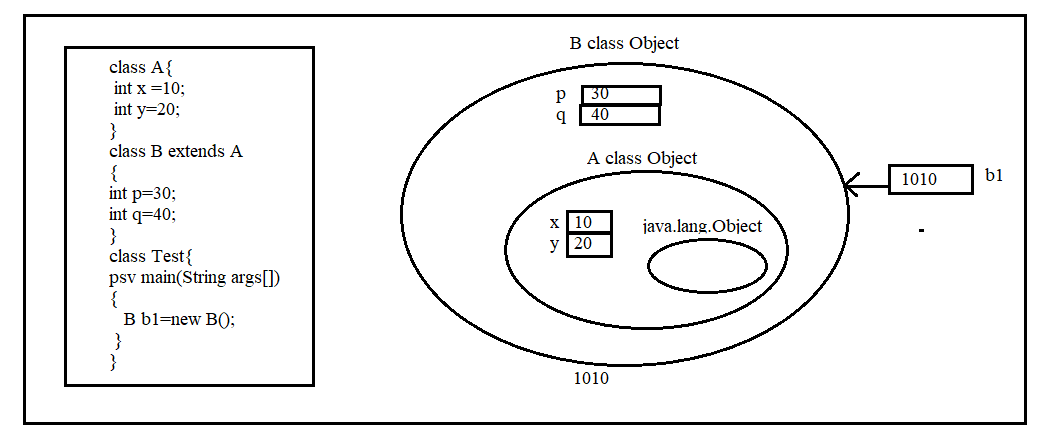 class A{
int x =10;
int y=20;
}
class B extends A
{
int p=30;
int q=40;
}
class Test{
psv main(String args[])
{
B b1=new B();
}
}
B class Object
p 30
q 40
A class Object
x 10
y 20
java.lang.Object
1010
1010 b1